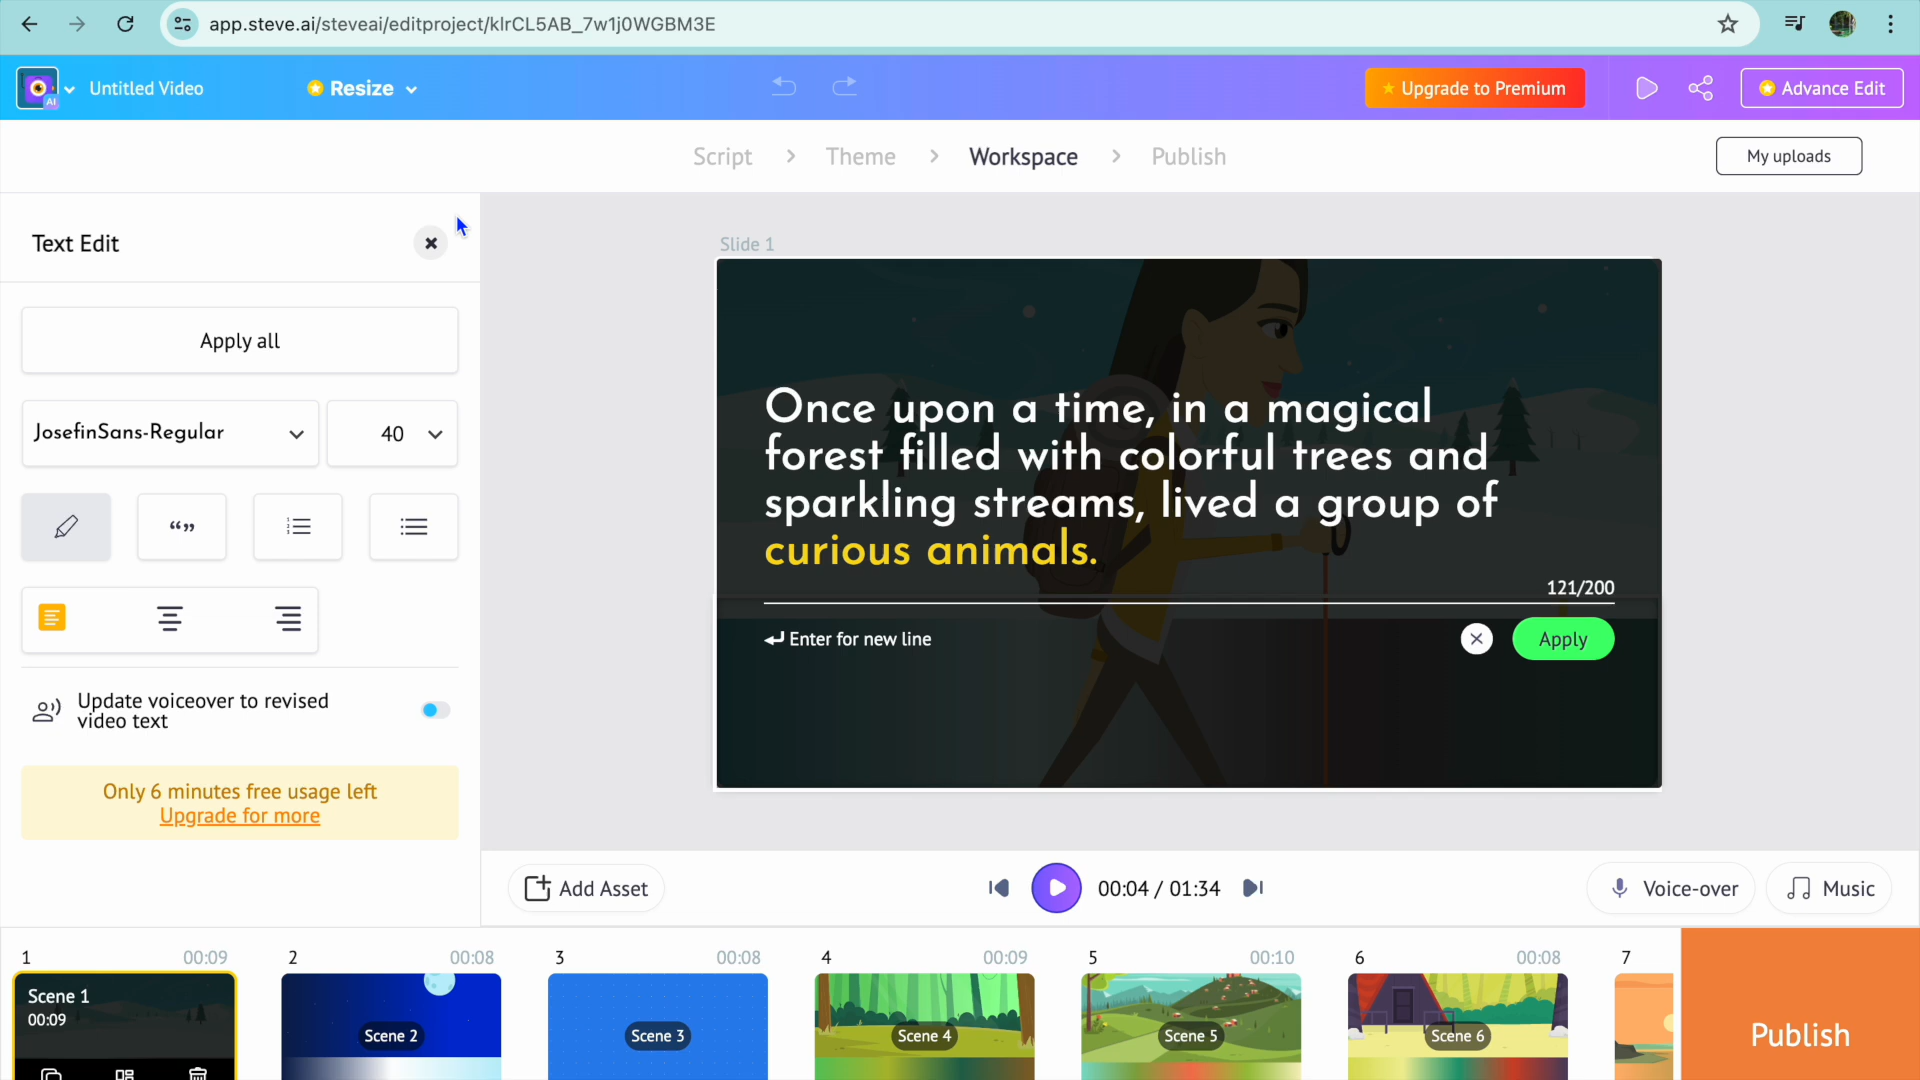 app.steve.ai/steveai/editproject/klrCL5AB_7w1j0WGBM3E
AI
Untitled Video
Resize
Upgrade to Premium
Advance Edit
Script
Theme
Workspace
Publish
My uploads
Text Edit
Apply all
JosefinSans-Regular
40
Update voiceover to revised
video text
Only 6 minutes free usage left
Upgrade for more
Slide 1
Once upon a time, in a magical
forest filled with colorful trees and
sparkling streams, lived a group of
curious animals.
121/200
Enter for new line
Apply
Add Asset
00:04 / 01:34
Voice-over
Music
1
00:09
2
00:08
3
00:08
4
00:09
5
00:10
6
00:08
7
Scene 1
00:09
Scene 2
Scene 3
Scene 4
Scene 5
Scene 6
Publish